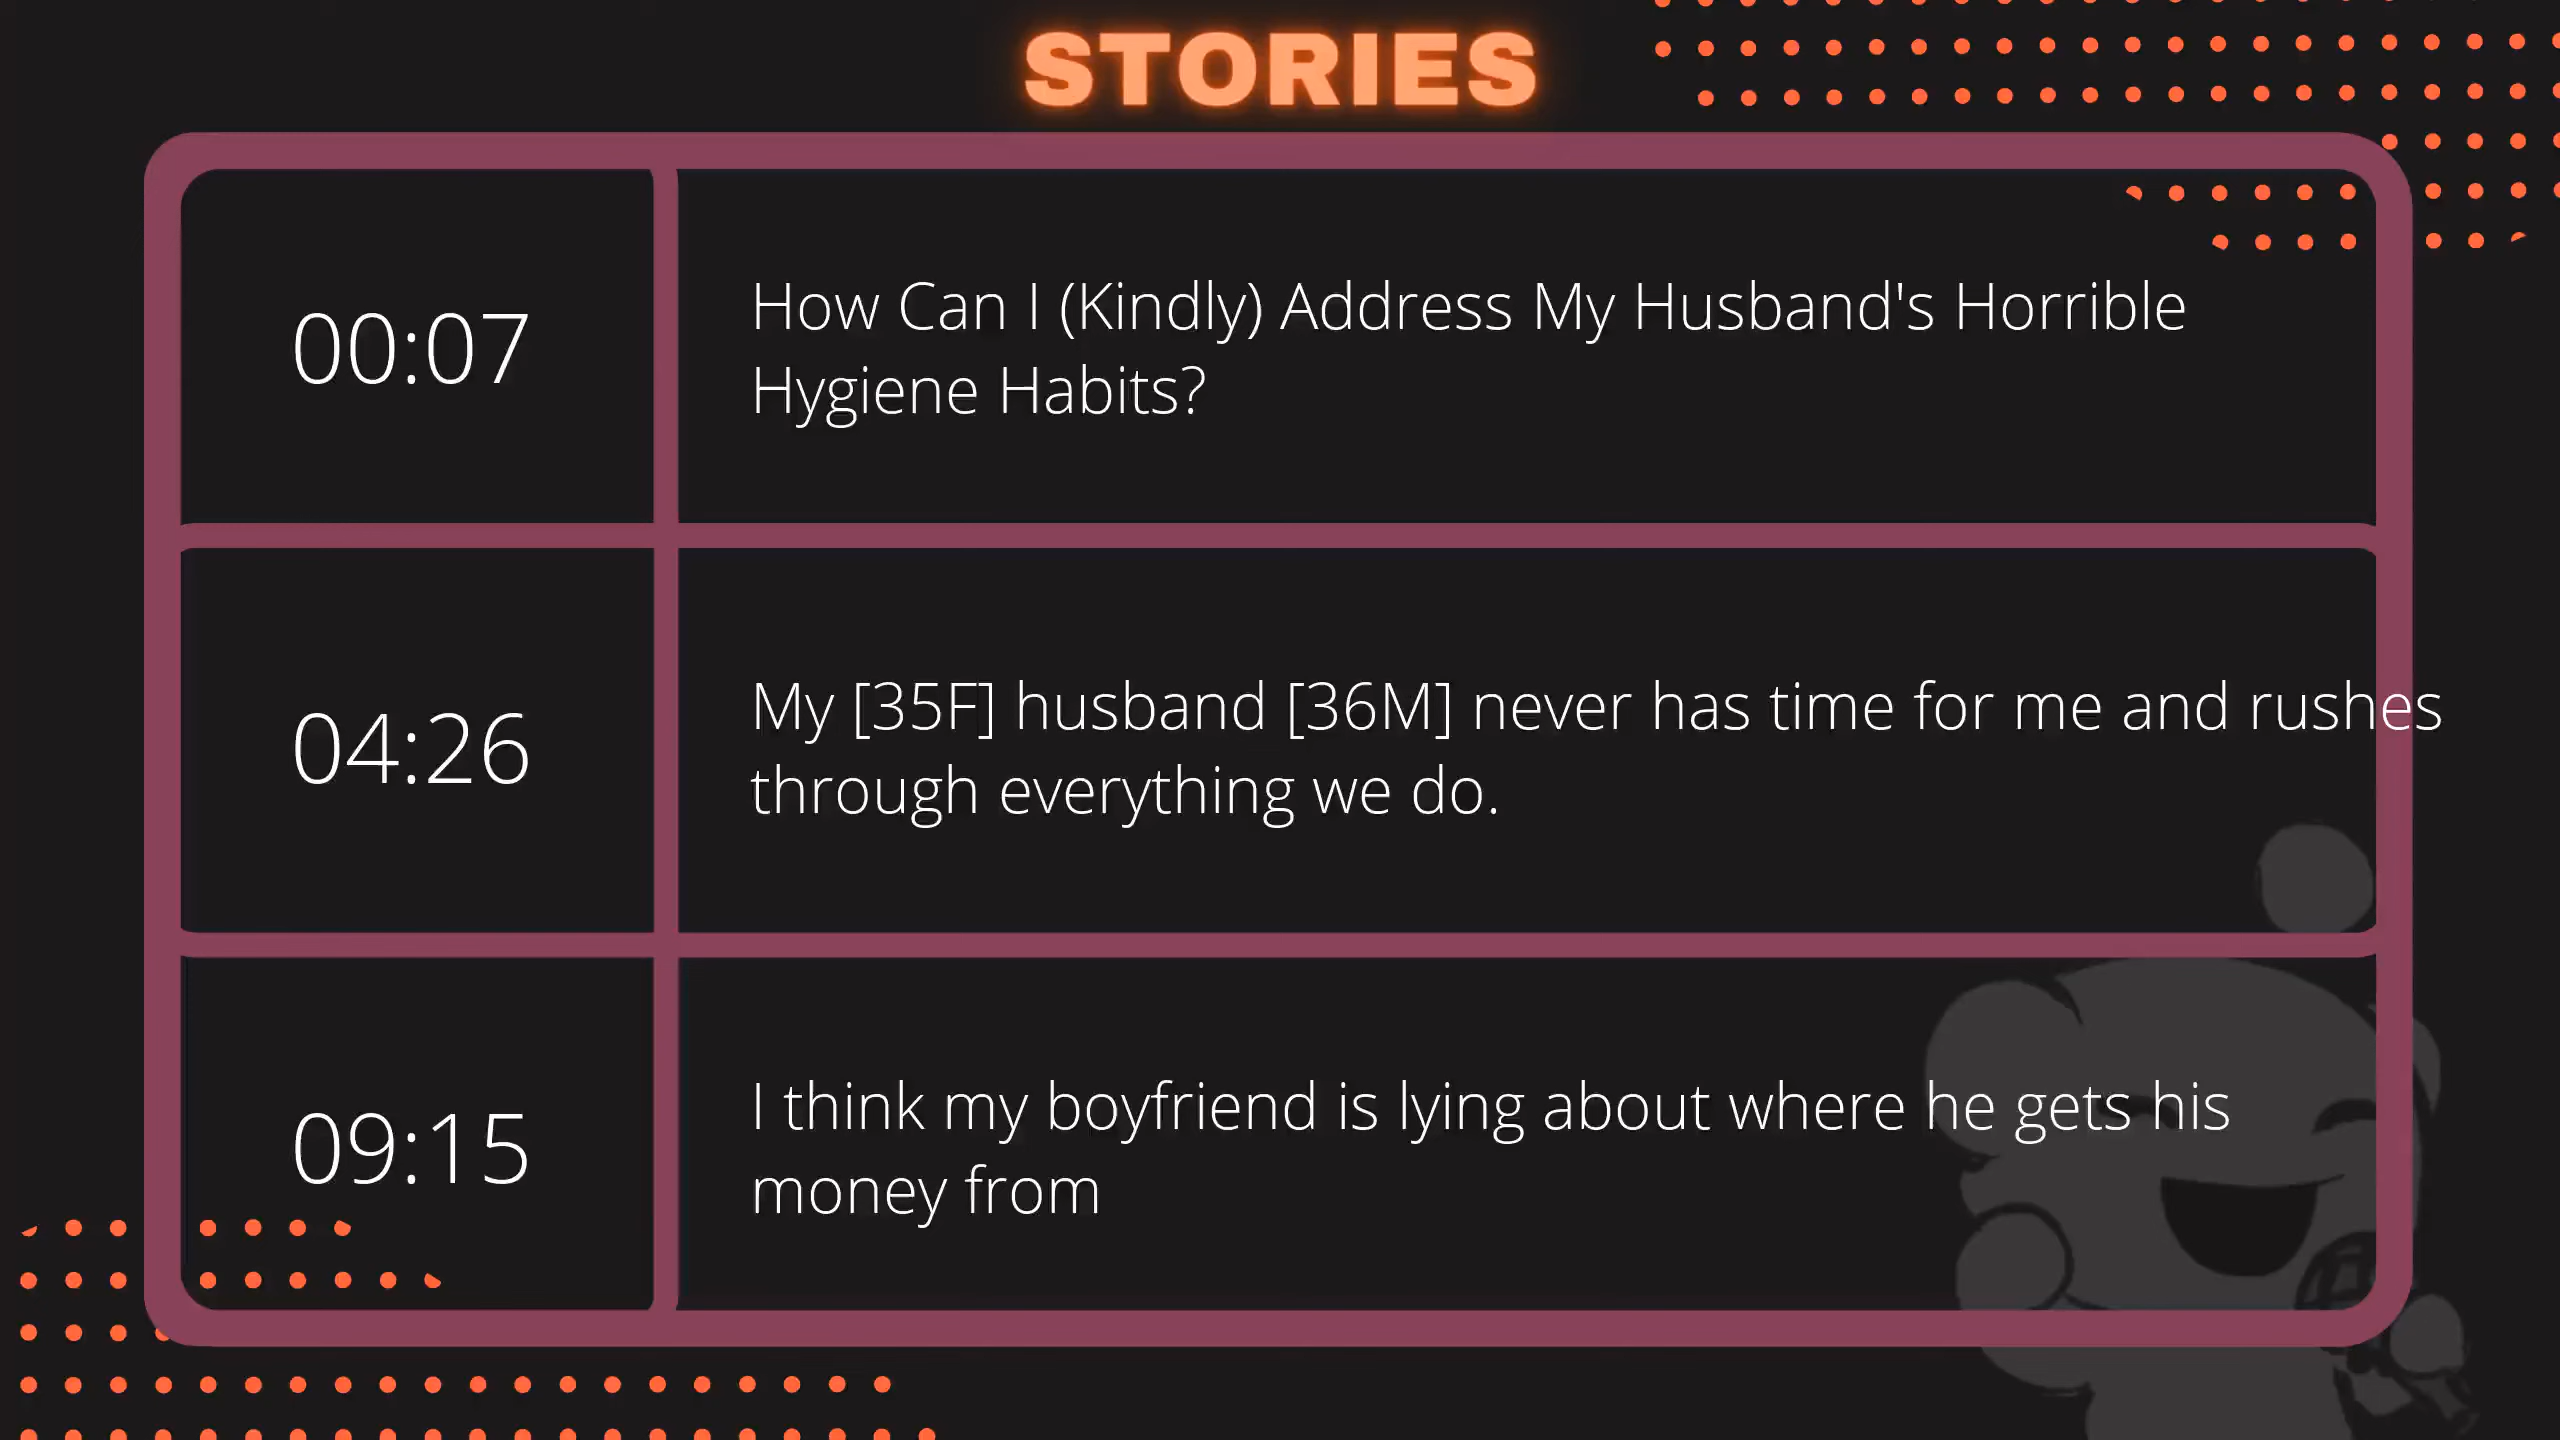 STORIES
00:07
How Can I (Kindly) Address My Husband's Horrible
Hygiene Habits?
04:26
My [35F] husband [36M] never has time for me and rushes
through everything we do.
09:15
I think my boyfriend is lying about where he gets his
money from